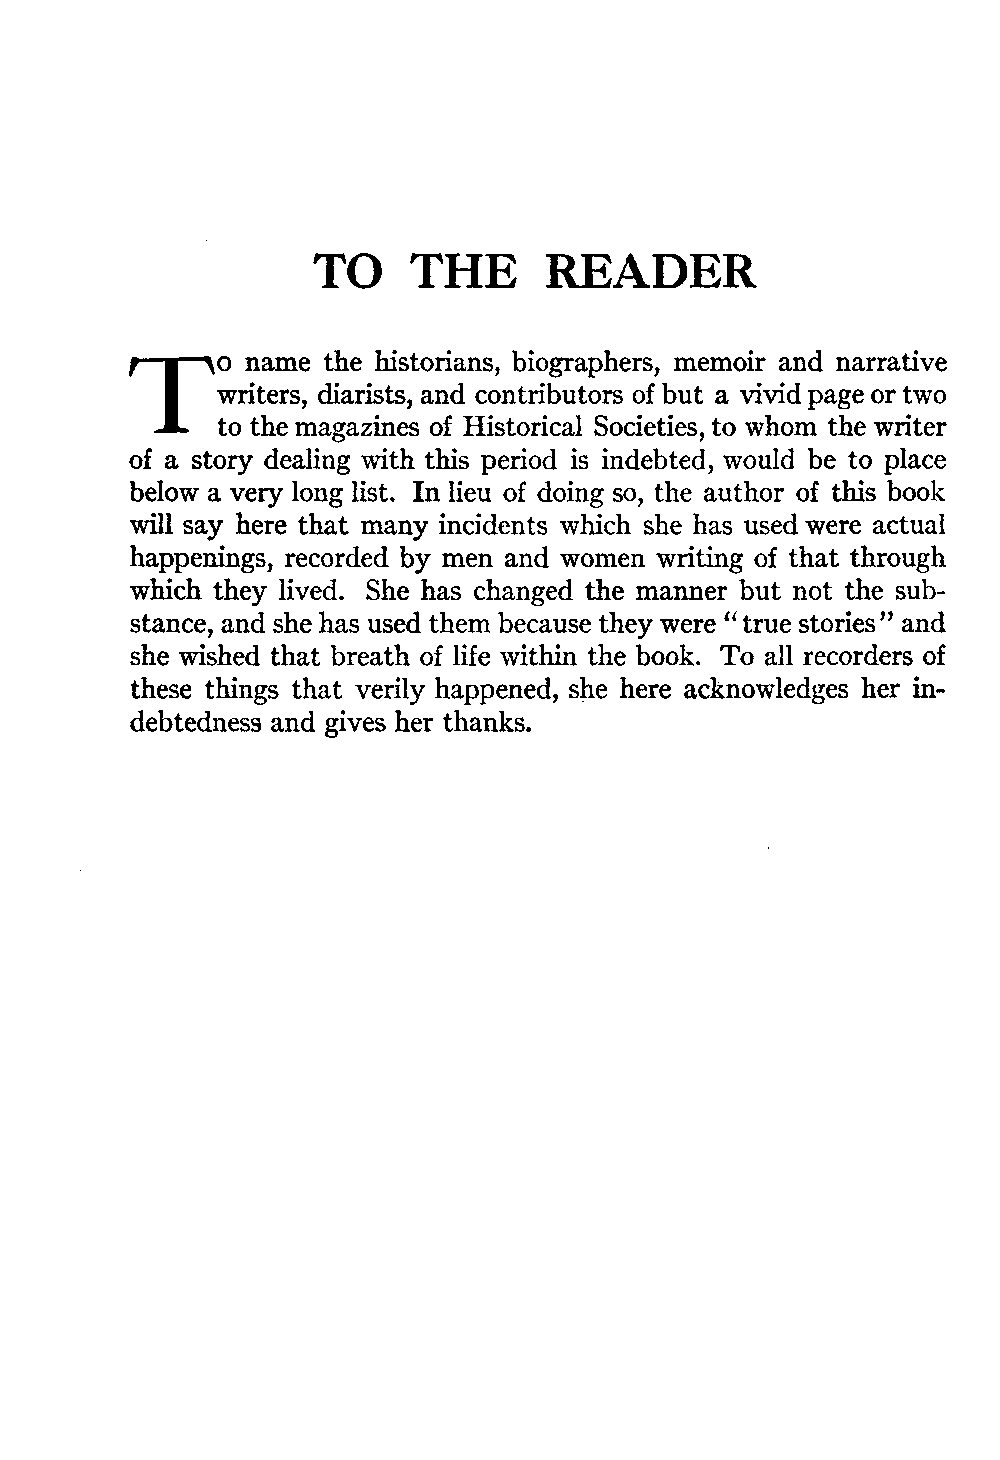 TO THE READER
To name the historians, biographers, memoir and narrative
writers, diarists, and contributors of but a vivid page or two
to the magazines of Historical Societies, to whom the writer
of a story dealing with this period is indebted, would be to place
below a very long list. In lieu of doing so, the author of this book
will say here that many incidents which she has used were actual
happenings, recorded by men and women writing of that through
which they lived. She has changed the manner but not the sub-
stance, and she has used them because they were "true stories" and
she wished that breath of life within the book. To all recorders of
these things that verily happened, she here acknowledges her in-
debtedness and gives her thanks.